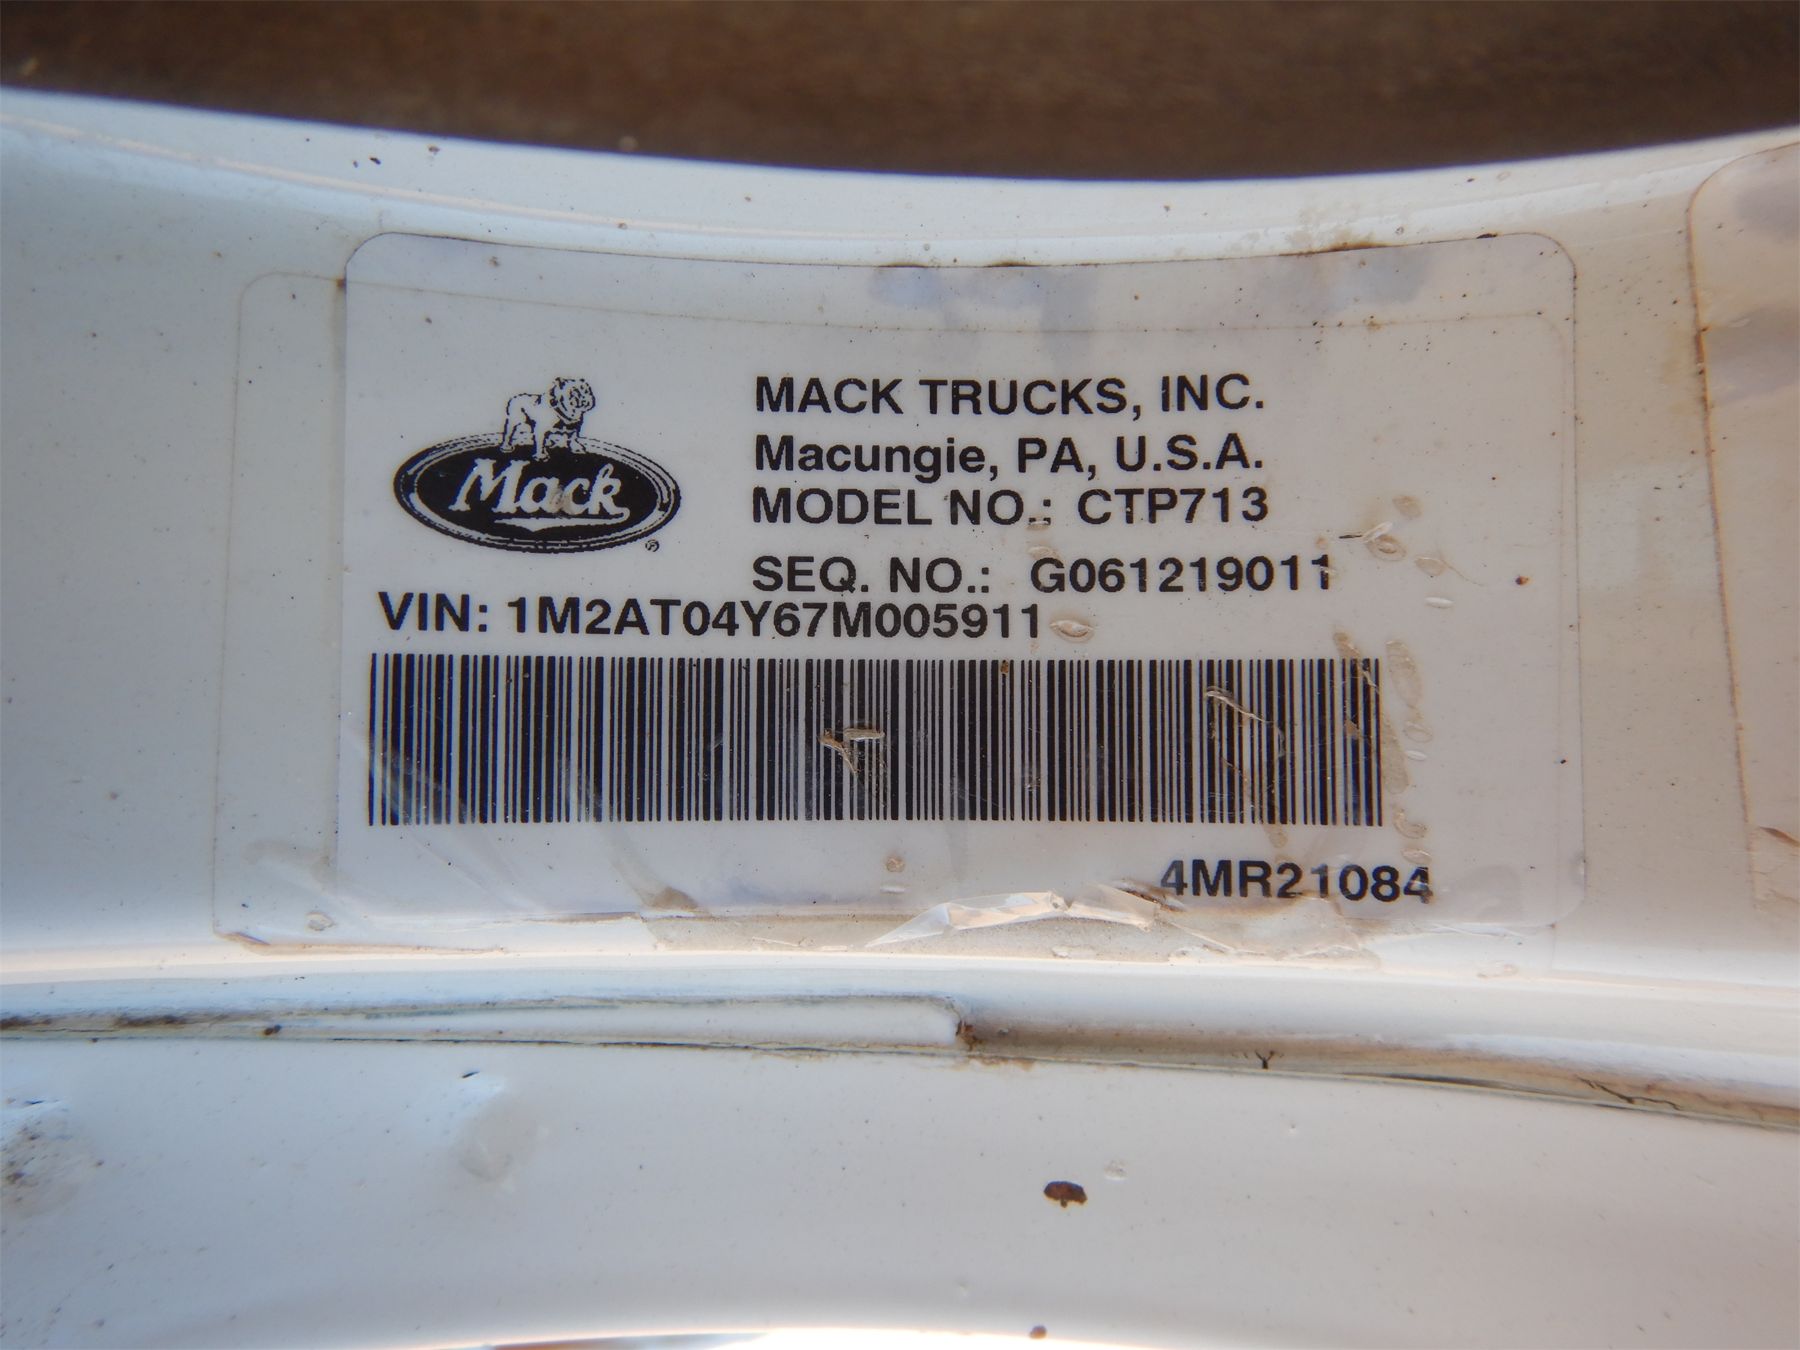 Mack
®
MACK TRUCKS, INC.
Macungie, PA, U.S.A.
MODEL NO.: CTP713
SEQ. NO.: G061219011
VIN: 1M2AT04Y67M005911
4MR21084